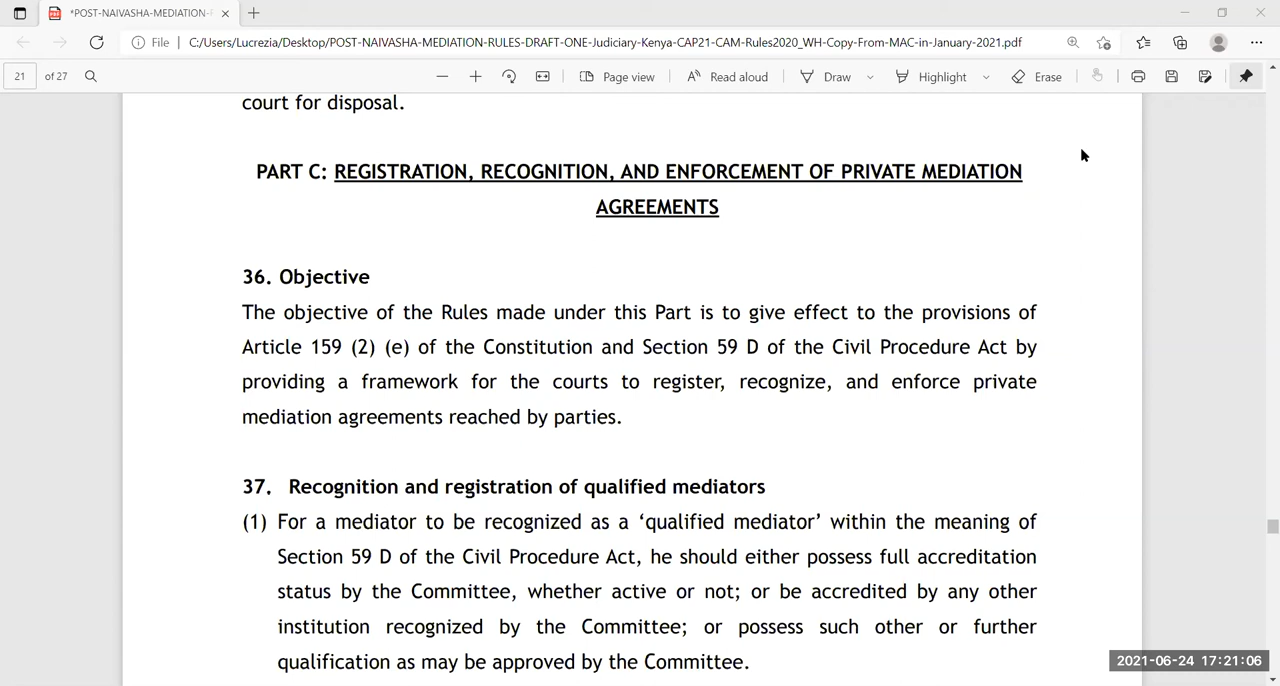 *POST-NAIVASHA-MEDIATION-
File
C:/Users/Lucrezia/Desktop/POST-NAIVASHA-MEDIATION-RULES-DRAFT-ONE-Judiciary-Kenya-CAP21-CAM-Rules2020_WH-Copy-From-MAC-in-January-2021.pdf
21 of 27 Page view Read aloud Draw Highlight Erase
court for disposal.
PART C: REGISTRATION, RECOGNITION, AND ENFORCEMENT OF PRIVATE MEDIATION
AGREEMENTS
36. Objective
The objective of the Rules made under this Part is to give effect to the provisions of
Article 159 (2) (e) of the Constitution and Section 59 D of the Civil Procedure Act by
providing a framework for the courts to register, recognize, and enforce private
mediation agreements reached by parties.
37. Recognition and registration of qualified mediators
(1) For a mediator to be recognized as a ‘qualified mediator’ within the meaning of
Section 59 D of the Civil Procedure Act, he should either possess full accreditation
status by the Committee, whether active or not; or be accredited by any other
institution recognized by the Committee; or possess such other or further
qualification as may be approved by the Committee.
2021-06-24 17:21:06